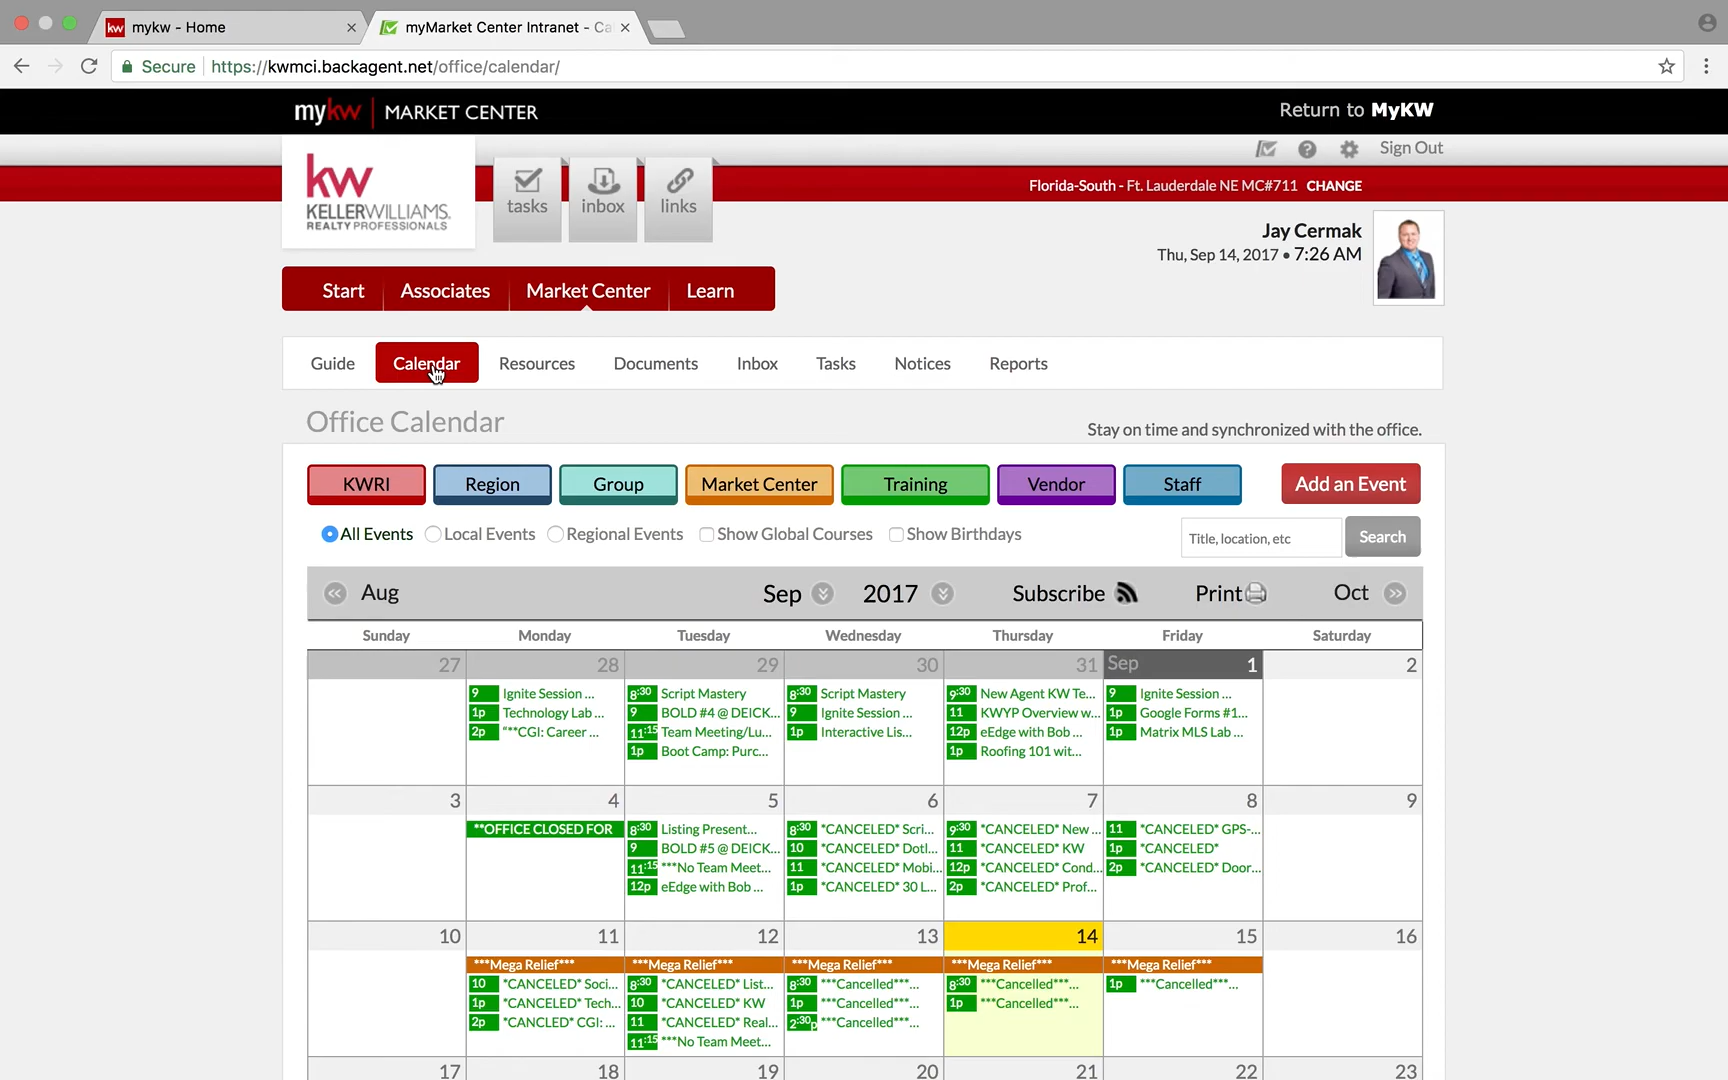 mykw - Home
myMarket Center Intranet - Ca
Secure https://kwmci.backagent.net/office/calendar/
mykw MARKET CENTER
Return to MyKW
Sign Out
kw
KELLERWILLIAMS.
REALTY PROFESSIONALS
tasks inbox links
Florida-South - Ft. Lauderdale NE MC#711 CHANGE
Jay Cermak
Thu, Sep 14, 2017 • 7:26 AM
Start Associates Market Center Learn
Guide Calendar Resources Documents Inbox Tasks Notices Reports
Office Calendar
Stay on time and synchronized with the office.
KWRI Region Group Market Center Training Vendor Staff Add an Event
All Events Local Events Regional Events Show Global Courses Show Birthdays
Title, location, etc Search
Aug Sep 2017 Subscribe Print Oct
Sunday Monday Tuesday Wednesday Thursday Friday Saturday
27 28 29 30 31 Sep 1 2
9 Ignite Session ... 8:30 Script Mastery 8:30 Script Mastery 9:30 New Agent KW Te... 9 Ignite Session ...
1p Technology Lab ... 9 BOLD #4 @ DEICK... 9 Ignite Session ... 11 KWYP Overview w... 1p Google Forms #1...
2p "**CGI: Career ... 11:15 Team Meeting/Lu... 1p Interactive Lis... 12p eEdge with Bob ... 1p Matrix MLS Lab ...
1p Boot Camp: Purc... 1p Roofing 101 wit...
3 4 5 6 7 8 9
**OFFICE CLOSED FOR 8:30 Listing Present... 8:30 *CANCELED* Scri... 9:30 *CANCELED* New ... 11 *CANCELED* GPS-...
9 BOLD #5 @ DEICK... 10 *CANCELED* Dotl... 11 *CANCELED* KW 1p *CANCELED*
11:15 ***No Team Meet... 11 *CANCELED* Mobi... 12p *CANCELED* Cond... 2p *CANCELED* Door...
12p eEdge with Bob ... 1p *CANCELED* 30 L... 2p *CANCELED* Prof...
10 11 12 13 14 15 16
***Mega Relief*** ***Mega Relief*** ***Mega Relief*** ***Mega Relief*** ***Mega Relief***
10 *CANCELED* Soci... 8:30 *CANCELED* List... 8:30 ***Cancelled***... 8:30 ***Cancelled***... 1p ***Cancelled***...
1p *CANCELED* Tech... 10 *CANCELED* KW 1p ***Cancelled***... 1p ***Cancelled***...
2p *CANCLED* CGI: ... 11 *CANCELED* Real... 2:30p ***Cancelled***...
11:15 ***No Team Meet...
17 18 19 20 21 22 23